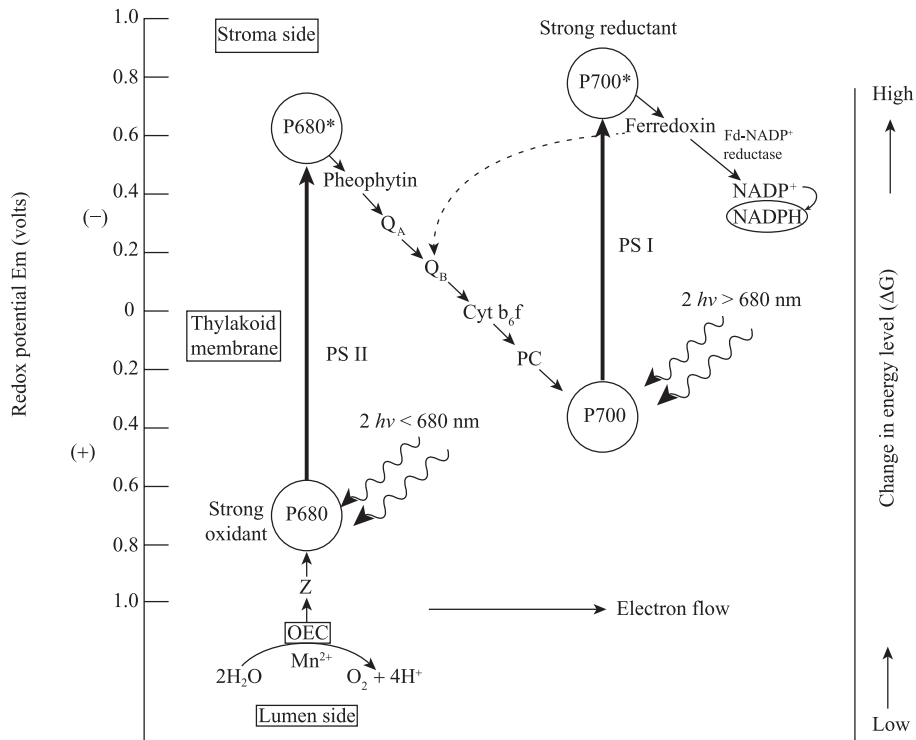 1.0
Stroma side
Strong reductant
0.8
P700*
High
P680*
0.6
Ferredoxin
Fd-NADP⁺
reductase
Pheophytin
0.4
NADP⁺
(−)
Q_A
NADPH
0.2
Q_B
PS I
2 hv > 680 nm
0
Cyt b₆f
Thylakoid
membrane
PS II
PC
0.2
P700
0.4
2 hv < 680 nm
(+)
0.6
Strong
oxidant
P680
0.8
Z
1.0
Electron flow
OEC
Mn²⁺
2H₂O
O₂ + 4H⁺
Lumen side
Low
Redox potential Em (volts)
Change in energy level (ΔG)